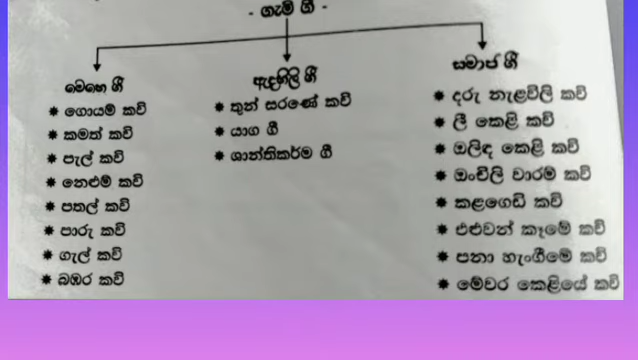 - ගැමි ගී -
මෙහෙ ගී
✷ ගොයම් කවි
✷ කමත් කවි
✷ පැල් කවි
✷ නෙළුම් කවි
✷ පතල් කවි
✷ පාරු කවි
✷ ගැල් කවි
✷ බඹර කවි
ඇදහිලි ගී
✷ තුන් සරණේ කවි
✷ යාග ගී
✷ ශාන්තිකර්ම ගී
සමාජ ගී
✷ දරු නැළවිලි කවි
✷ ලී කෙළි කවි
✷ ඔලිඳ කෙළි කවි
✷ ඔංචිලි වාරම් කවි
✷ කළගෙඩි කවි
✷ එළුවන් කෑමේ කවි
✷ පනා හැංගීමේ කවි
✷ මේවර කෙළියේ කවි